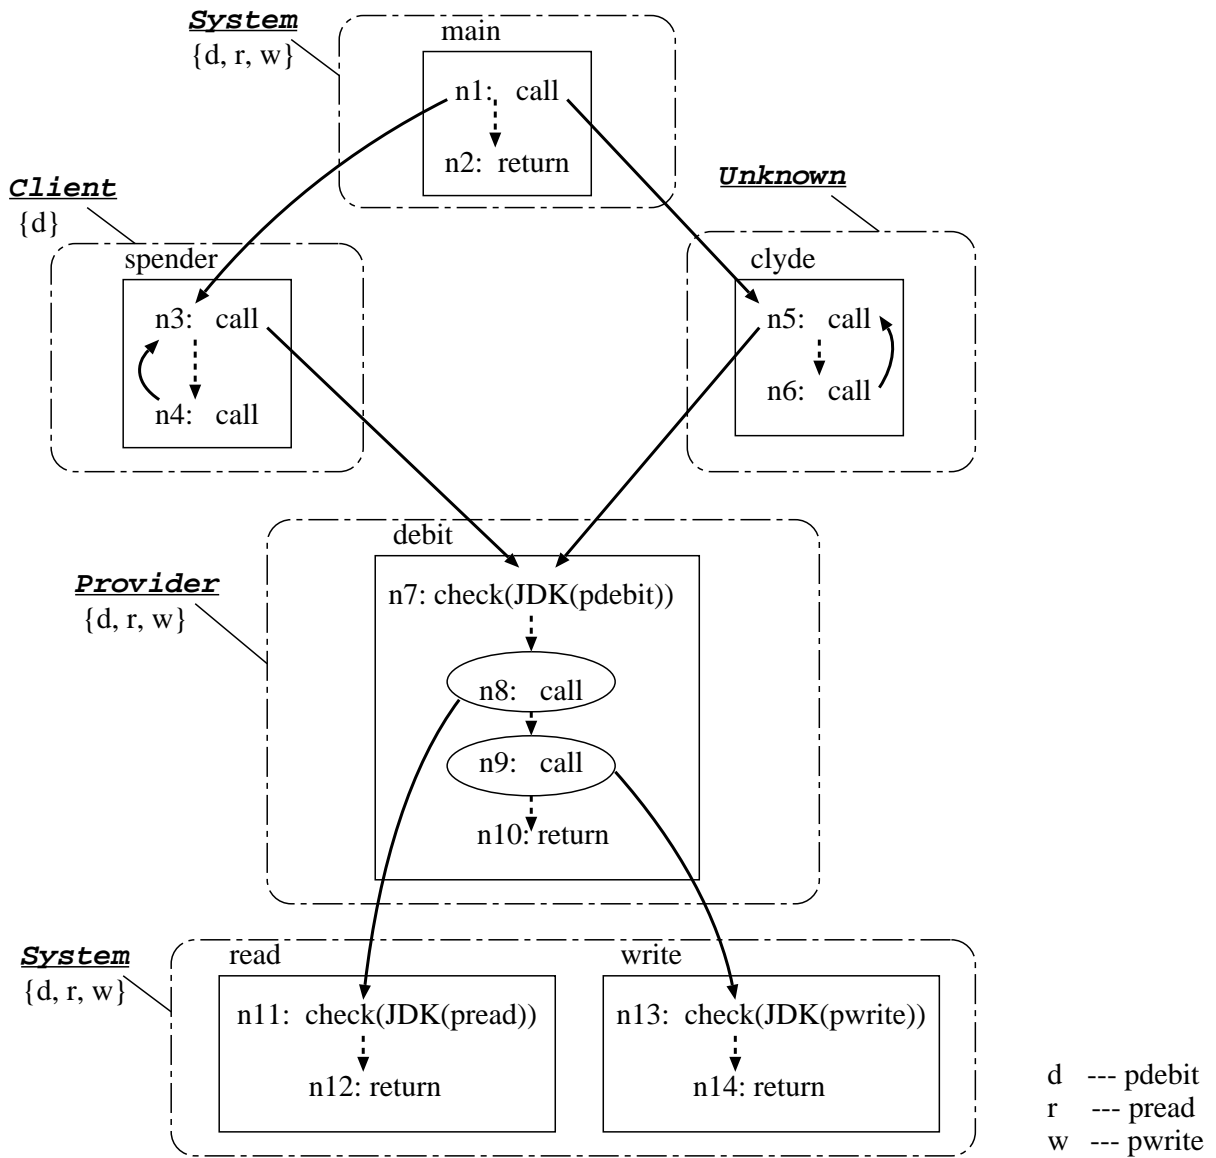 System
{d, r, w}
main
n1: call
n2: return
Client
{d}
Unknown
spender
n3: call
n4: call
clyde
n5: call
n6: call
debit
n7: check(JDK(pdebit))
Provider
{d, r, w}
n8: call
n9: call
n10: return
System
{d, r, w}
read
n11: check(JDK(pread))
n12: return
write
n13: check(JDK(pwrite))
n14: return
d --- pdebit
r --- pread
w --- pwrite